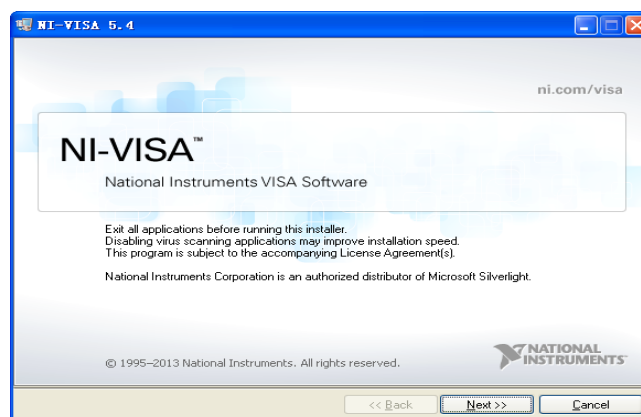 NI-VISA 5.4
ni.com/visa
NI-VISA™
National Instruments VISA Software
Exit all applications before running this installer.
Disabling virus scanning applications may improve installation speed.
This program is subject to the accompanying License Agreement(s).
National Instruments Corporation is an authorized distributor of Microsoft Silverlight.
© 1995–2013 National Instruments. All rights reserved.
NATIONAL
INSTRUMENTS™
<< Back Next >> Cancel